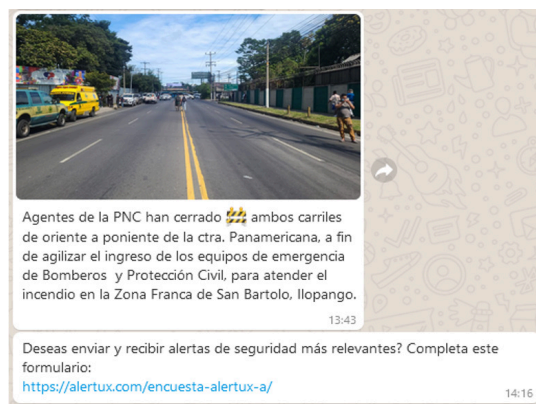 Agentes de la PNC han cerrado 🚧 ambos carriles
de oriente a poniente de la ctra. Panamericana, a fin
de agilizar el ingreso de los equipos de emergencia
de Bomberos y Protección Civil, para atender el
incendio en la Zona Franca de San Bartolo, Ilopango.
13:43
Deseas enviar y recibir alertas de seguridad más relevantes? Completa este
formulario:
https://alertux.com/encuesta-alertux-a/
14:16